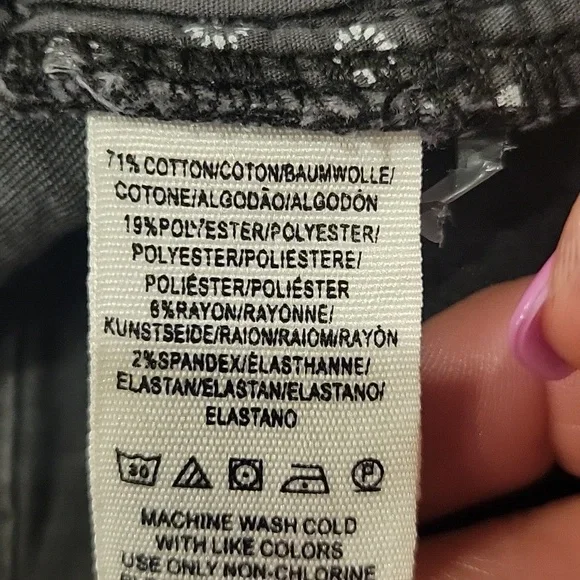 71% COTTON/COTON/BAUMWOLLE/
COTONE/ALGODÃO/ALGODÓN
19%POLYESTER/POLYESTER/
POLYESTER/POLIESTERE/
POLIÉSTER/POLIÉSTER
6%RAYON/RAYONNE/
KUNSTSEIDE/RAION/RAIOM/RAYÓN
2%SPANDEX/ÉLASTHANNE/
ELASTAN/ELASTAN/ELASTANO/
ELASTANO
30 P
MACHINE WASH COLD
WITH LIKE COLORS
USE ONLY NON-CHLORINE